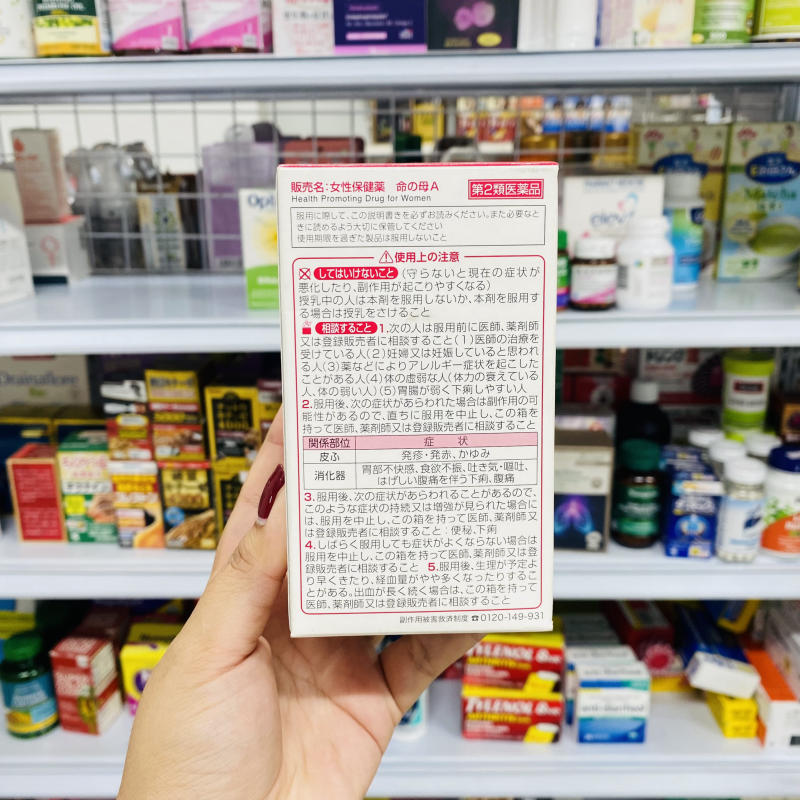 販売名:女性保健薬 命の母A
第2類医薬品
Health Promoting Drug for Women
服用に際して、この説明書きを必ずお読みください。また必要なと
きに読めるよう大切に保管してください
使用期限を過ぎた製品は服用しないこと
使用上の注意
してはいけないこと(守らないと現在の症状が
悪化したり、副作用が起こりやすくなる)
授乳中の人は本剤を服用しないか、本剤を服用す
る場合は授乳をさけること
相談すること 1.次の人は服用前に医師、薬剤師
又は登録販売者に相談すること(1)医師の治療を
受けている人(2)妊婦又は妊娠していると思われ
る人(3)薬などによりアレルギー症状を起こした
ことがある人(4)体の虚弱な人(体力の衰えている
人、体の弱い人)(5)胃腸が弱く下痢しやすい人
2.服用後、次の症状があらわれた場合は副作用の可
能性があるので、直ちに服用を中止し、この箱を
持って医師、薬剤師又は登録販売者に相談すること
関係部位 症状
皮ふ 発疹・発赤、かゆみ
消化器 胃部不快感、食欲不振、吐き気・嘔吐、
はげしい腹痛を伴う下痢、腹痛
3.服用後、次の症状があらわれることがあるので、
このような症状の持続又は増強が見られた場合に
は、服用を中止し、この箱を持って医師、薬剤師又
は登録販売者に相談すること:便秘、下痢
4.しばらく服用しても症状がよくならない場合は
服用を中止し、この箱を持って医師、薬剤師又は登
録販売者に相談すること 5.服用後、生理が予定よ
り早くきたり、経血量がやや多くなったりするこ
とがある。出血が長く続く場合は、この箱を持って
医師、薬剤師又は登録販売者に相談すること
副作用被害救済制度 ☎0120-149-931
TYLENOL 8HR
ARTHRITIS
TYLENOL 8HR
Matcha